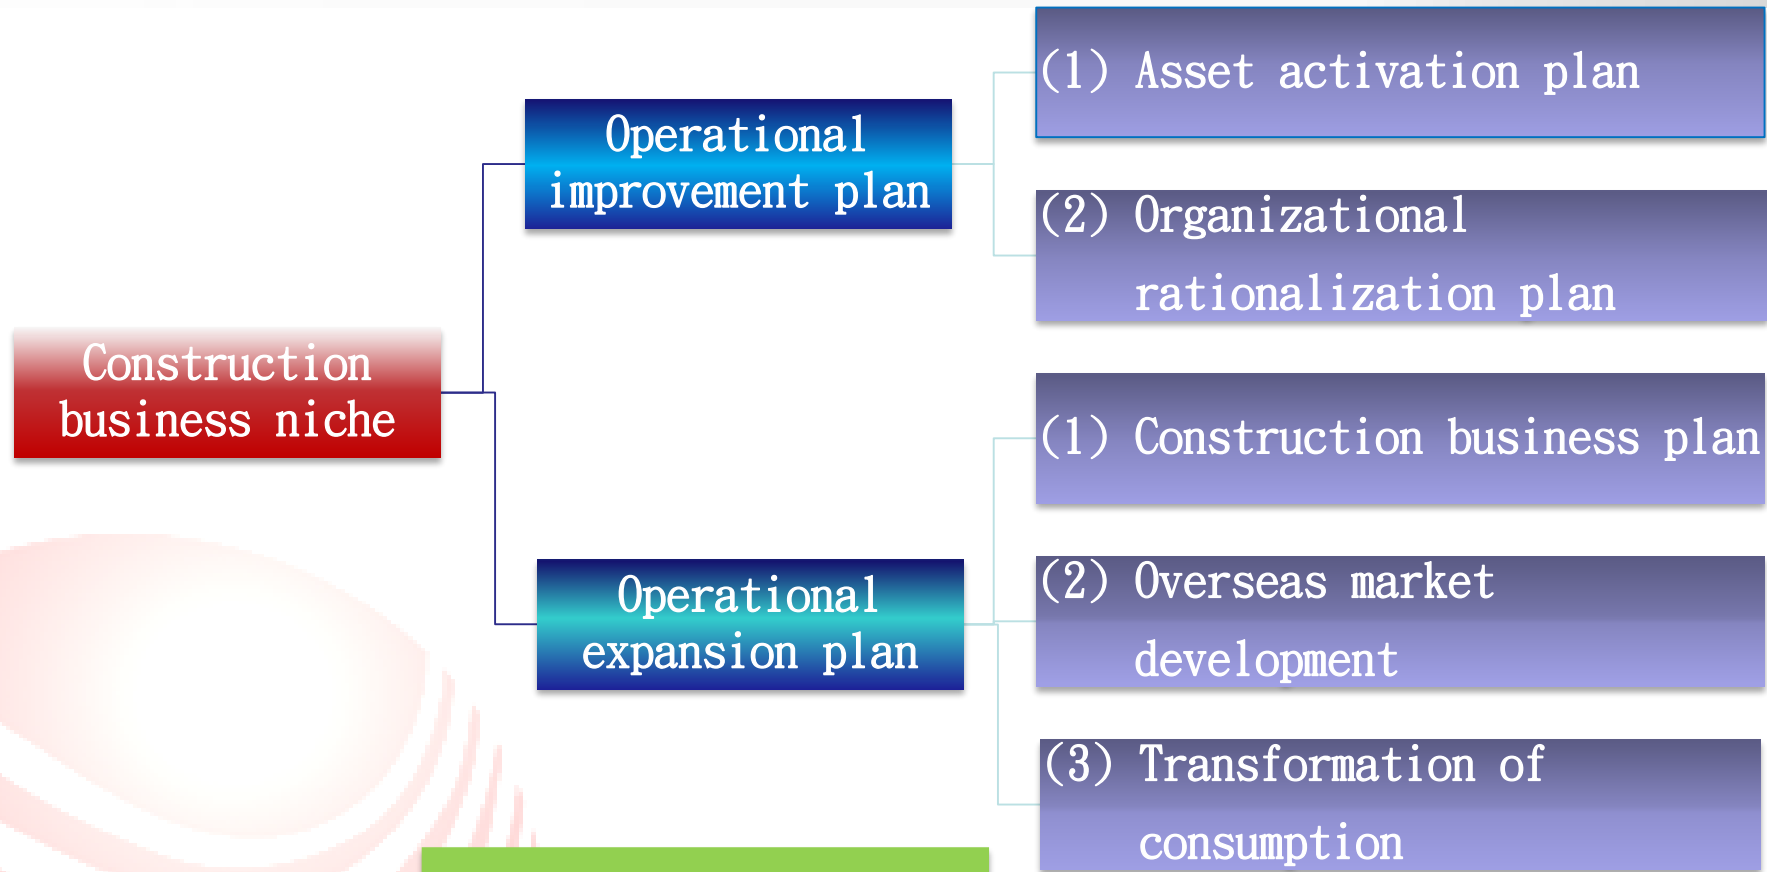 Construction
business niche
Operational
improvement plan
(1) Asset activation plan
(2) Organizational
rationalization plan
Operational
expansion plan
(1) Construction business plan
(2) Overseas market
development
(3) Transformation of
consumption